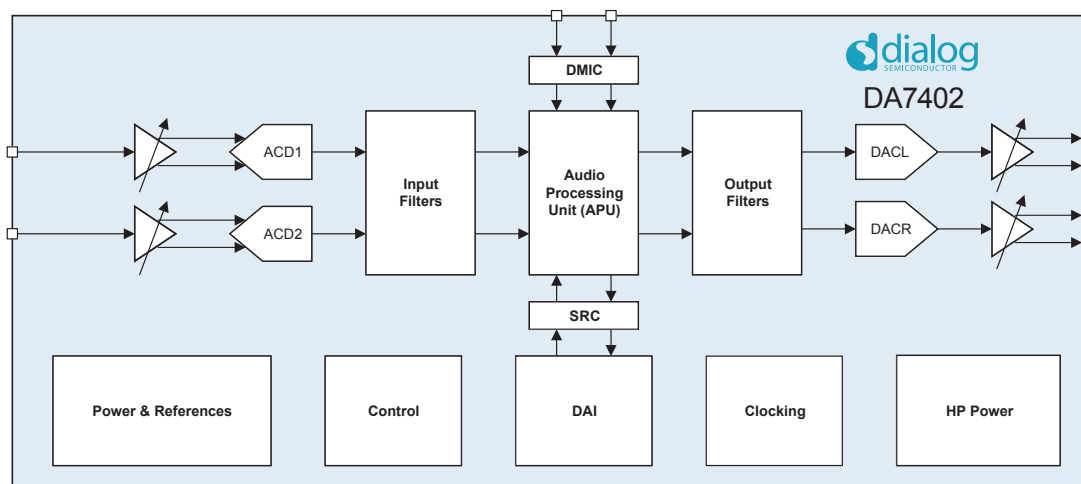 dialog
SEMICONDUCTOR
DA7402
DMIC
ACD1
Input
Filters
Audio
Processing
Unit (APU)
Output
Filters
DACL
ACD2
DACR
SRC
Power & References
Control
DAI
Clocking
HP Power